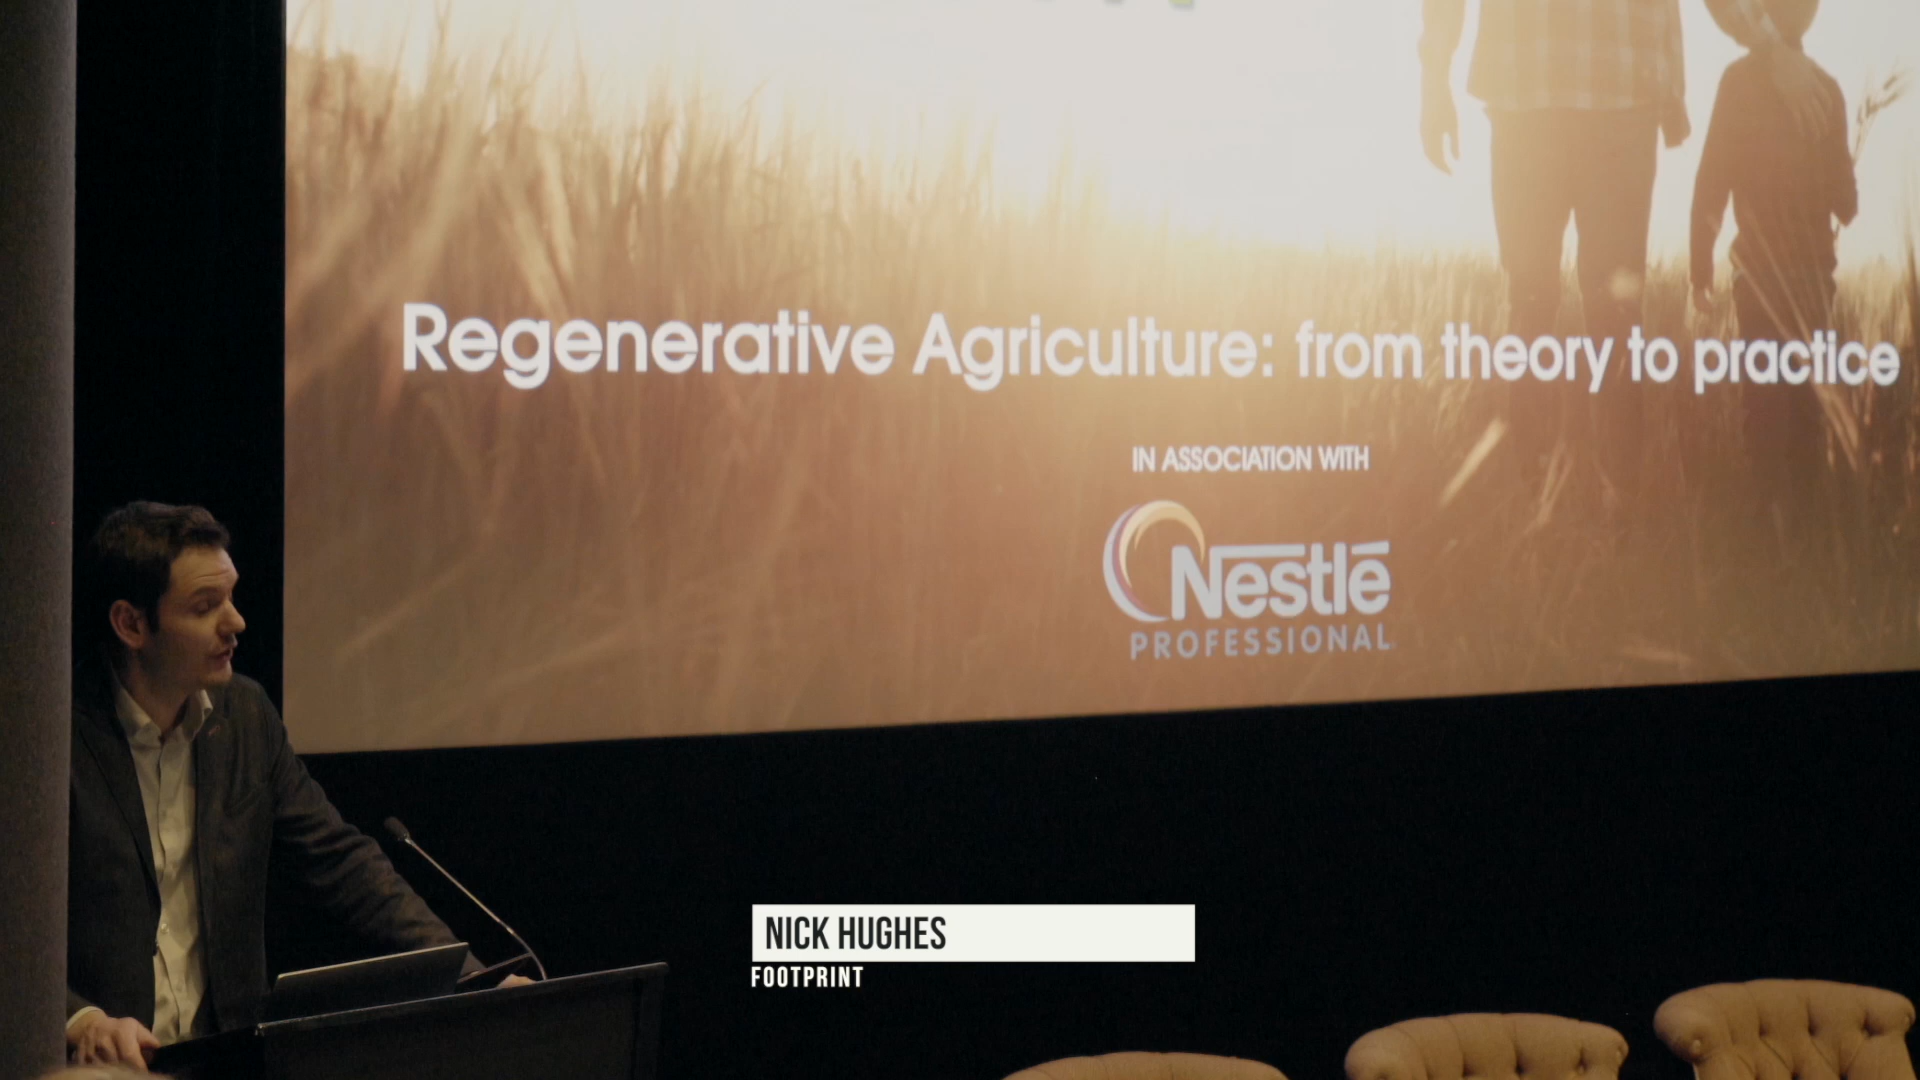 Regenerative Agriculture: from theory to practice
IN ASSOCIATION WITH
Nestlé
PROFESSIONAL
NICK HUGHES
FOOTPRINT